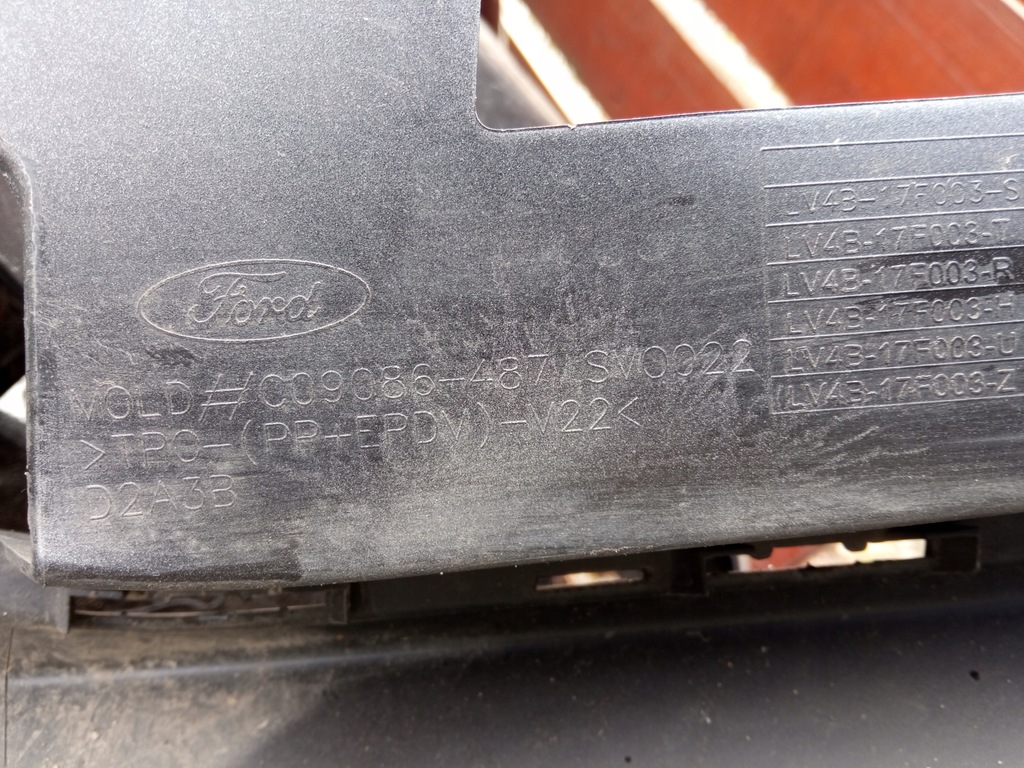 LV4B-17F003-S
LV4B-17F003-T
LV4B-17F003-R
LV4B-17F003-H
LV4B-17F003-U
LV4B-17F003-Z
Ford
MOLD#C09086-487/SV0022
>TPO-(PP+EPDM)-V22<
D2A3B